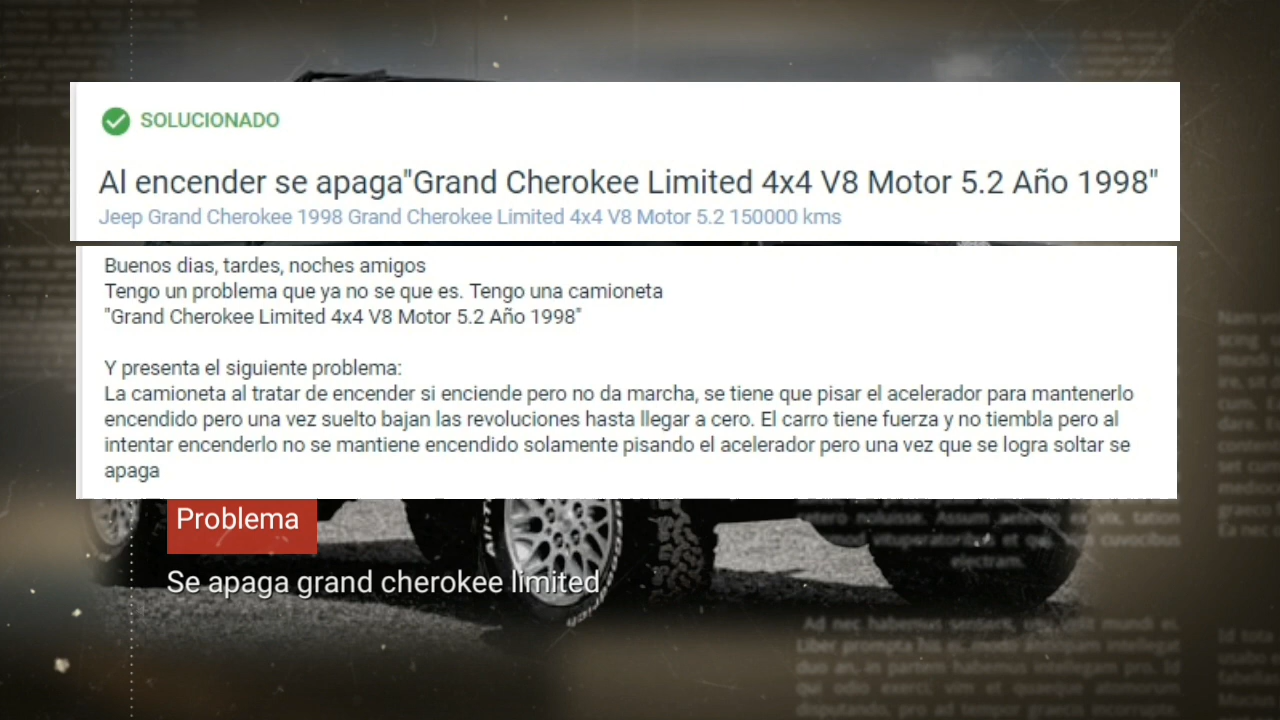 SOLUCIONADO
Al encender se apaga"Grand Cherokee Limited 4x4 V8 Motor 5.2 Año 1998"
Jeep Grand Cherokee 1998 Grand Cherokee Limited 4x4 V8 Motor 5.2 150000 kms
Buenos dias, tardes, noches amigos
Tengo un problema que ya no se que es. Tengo una camioneta
"Grand Cherokee Limited 4x4 V8 Motor 5.2 Año 1998"
Y presenta el siguiente problema:
La camioneta al tratar de encender si enciende pero no da marcha, se tiene que pisar el acelerador para mantenerlo
encendido pero una vez suelto bajan las revoluciones hasta llegar a cero. El carro tiene fuerza y no tiembla pero al
intentar encenderlo no se mantiene encendido solamente pisando el acelerador pero una vez que se logra soltar se
apaga
Problema
Se apaga grand cherokee limited